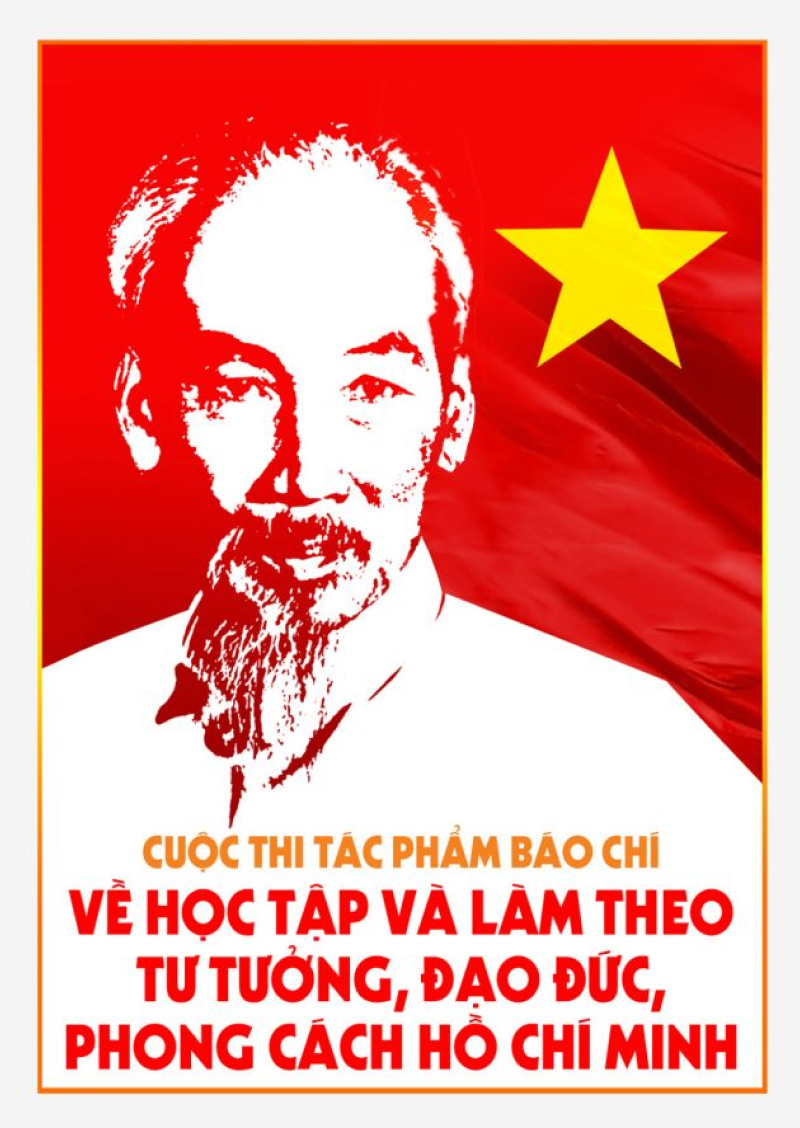 CUỘC THI TÁC PHẨM BÁO CHÍ
VỀ HỌC TẬP VÀ LÀM THEO
TƯ TƯỞNG, ĐẠO ĐỨC,
PHONG CÁCH HỒ CHÍ MINH